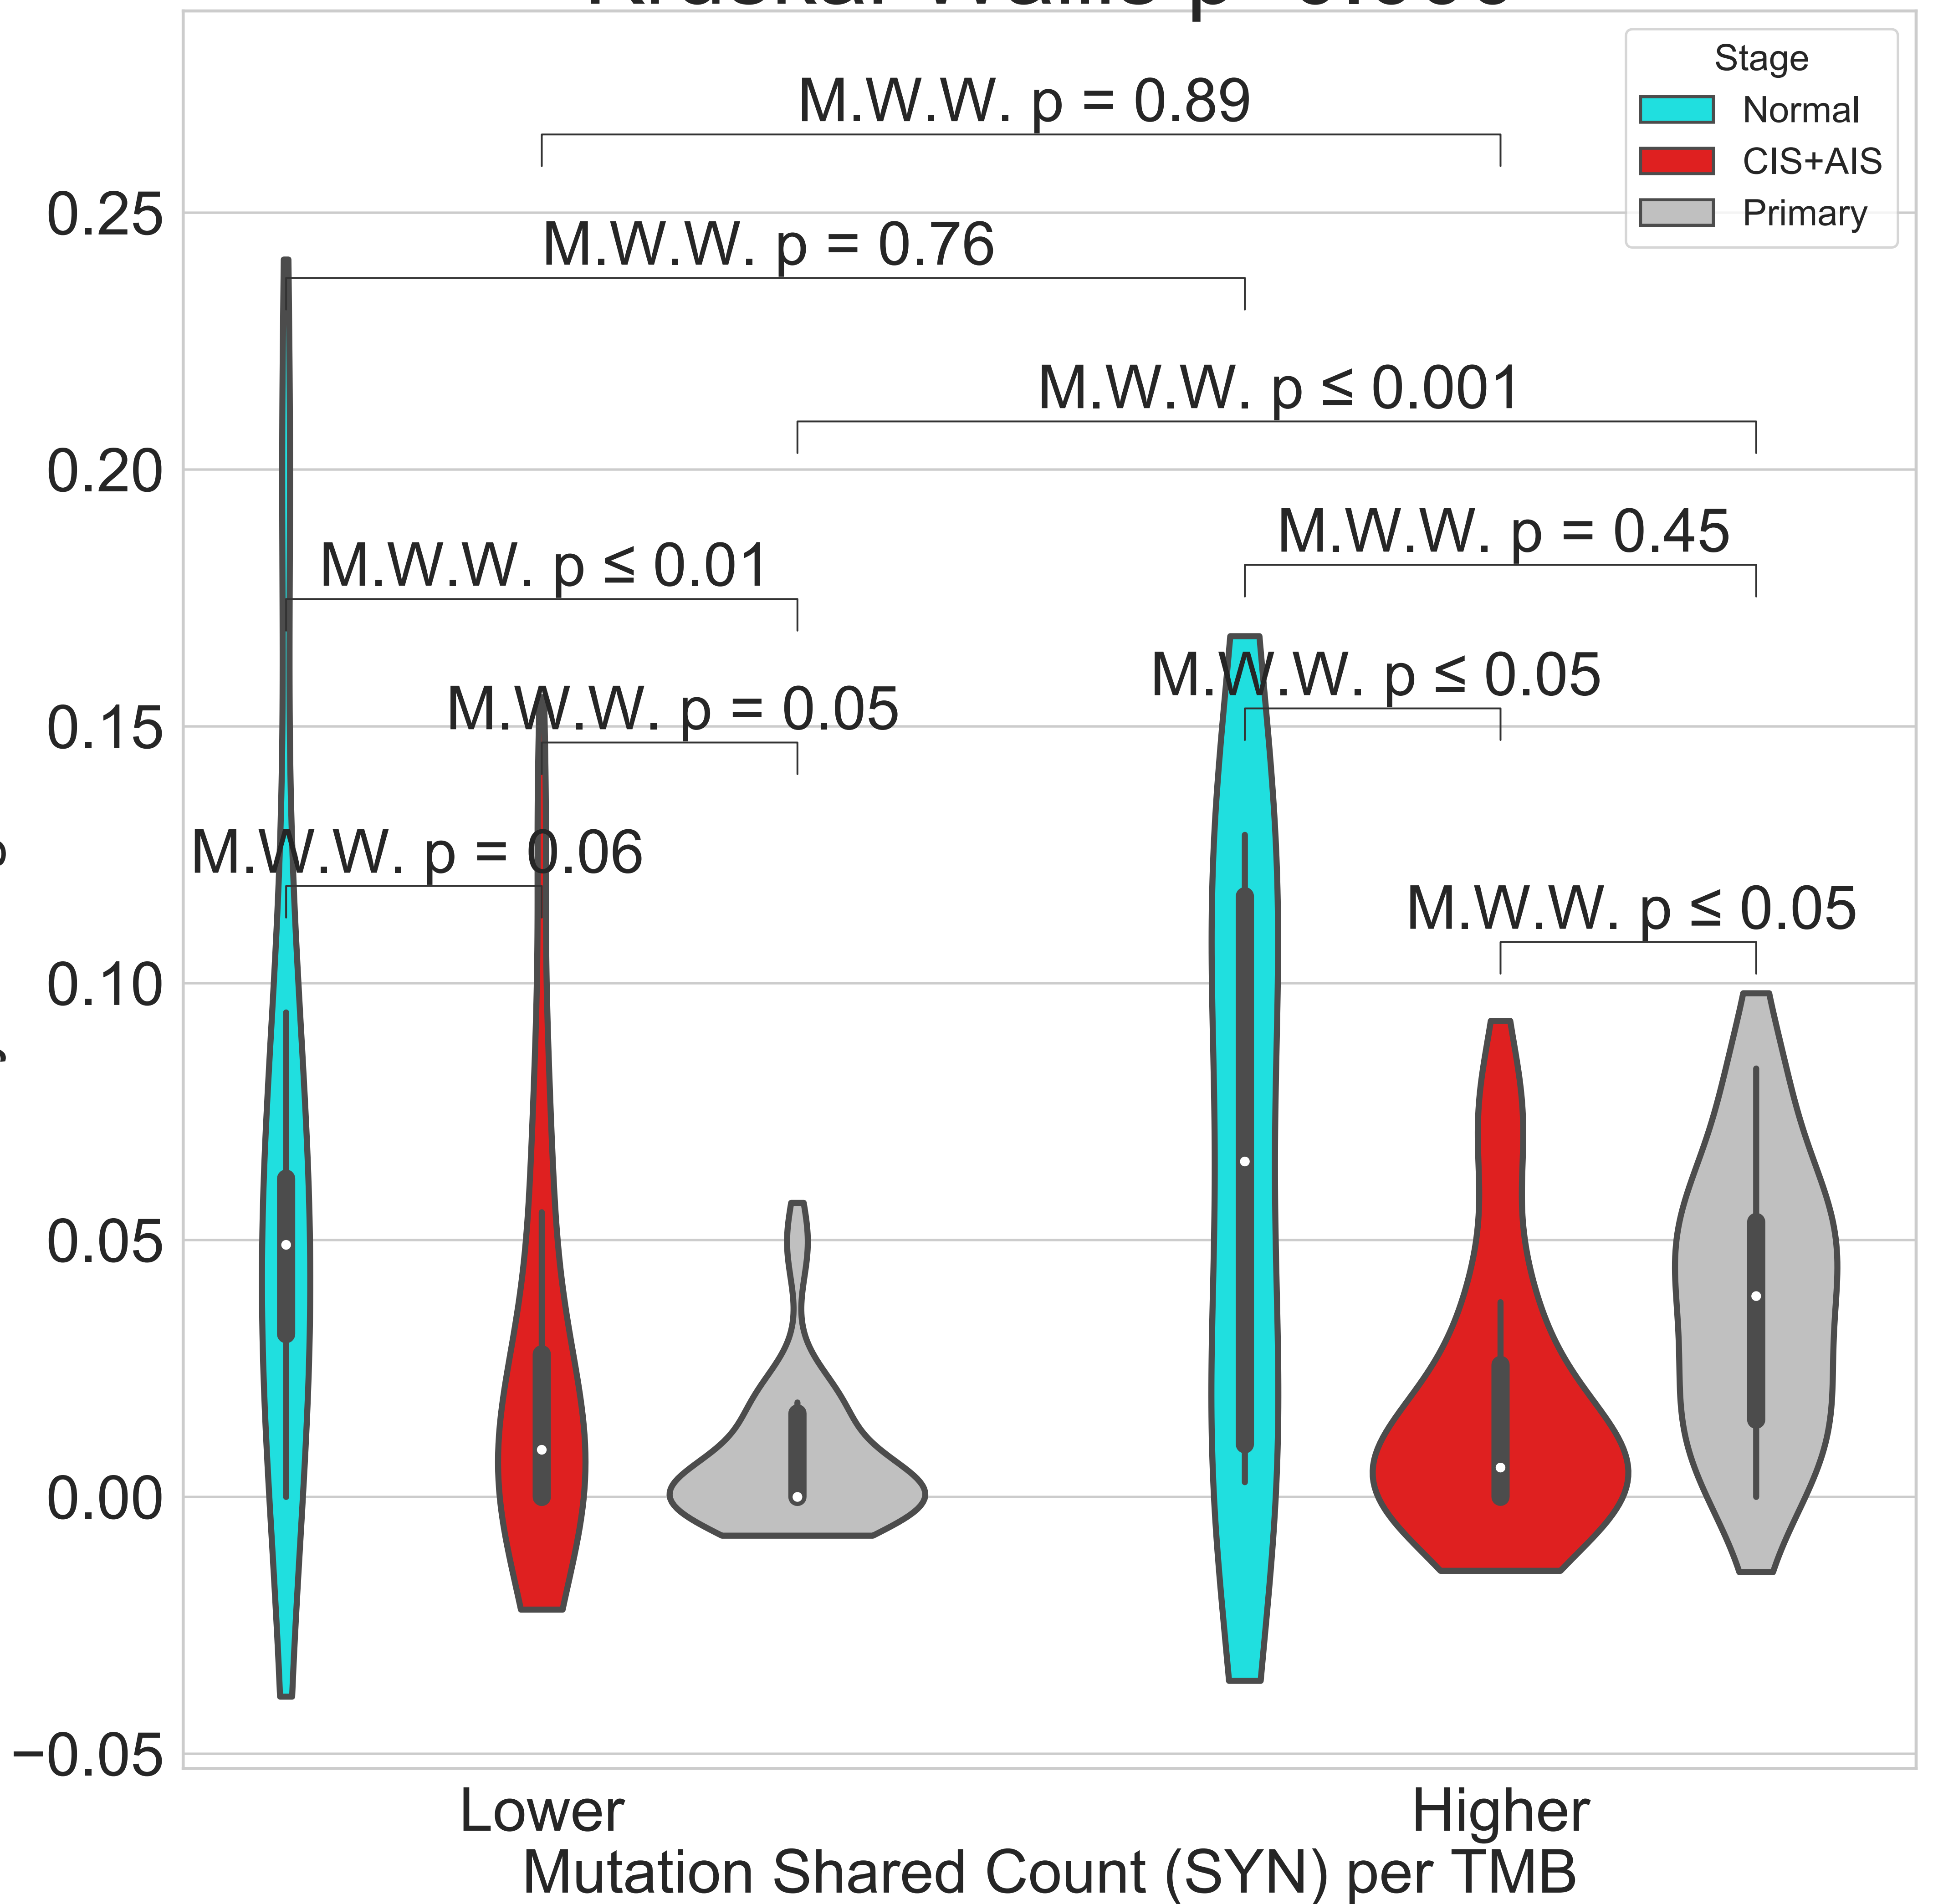 Stage
Normal
CIS+AIS
Primary
M.W.W. p = 0.89
M.W.W. p = 0.76
M.W.W. p ≤ 0.001
M.W.W. p = 0.45
M.W.W. p ≤ 0.01
M.W.W. p ≤ 0.05
M.W.W. p = 0.05
M.W.W. p = 0.06
M.W.W. p ≤ 0.05
0.25
0.20
0.15
0.10
0.05
0.00
−0.05
Lower Higher
Mutation Shared Count (SYN) per TMB